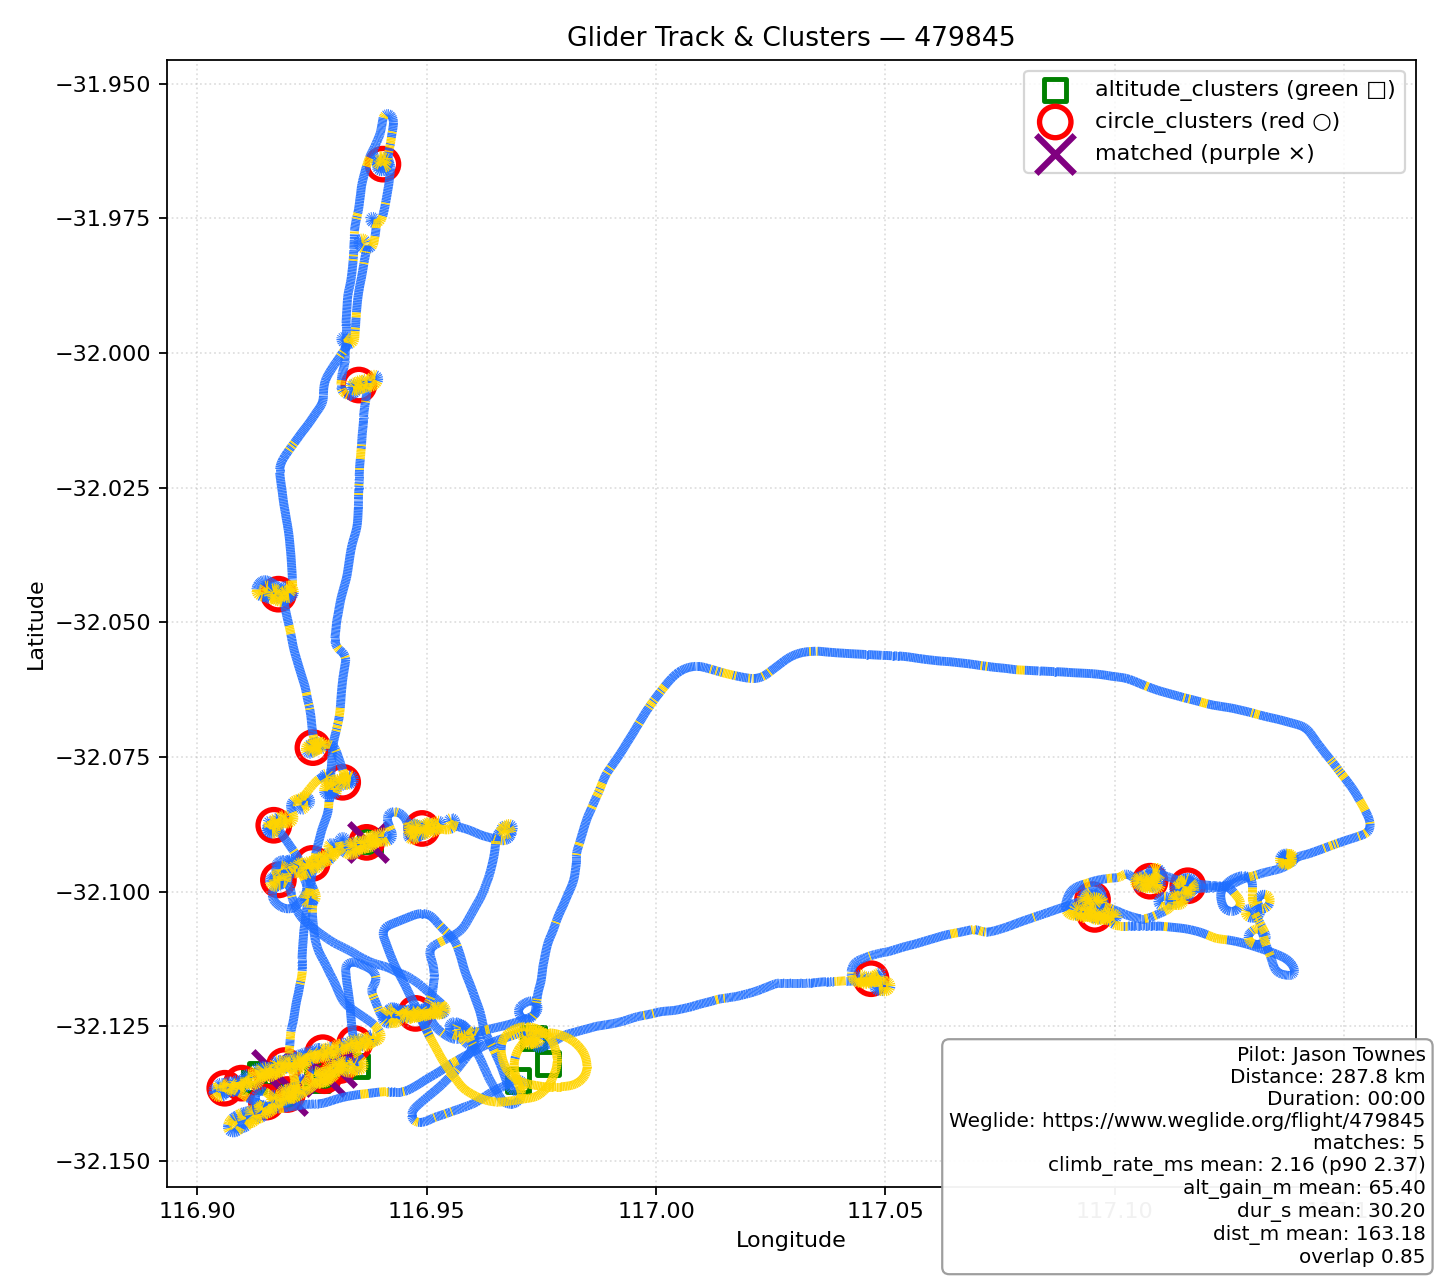 Glider Track & Clusters — 479845
altitude_clusters (green □)
circle_clusters (red ○)
matched (purple ×)
Latitude
−31.950
−31.975
−32.000
−32.025
−32.050
−32.075
−32.100
−32.125
−32.150
116.90
116.95
117.00
117.05
117.10
Longitude
Pilot: Jason Townes
Distance: 287.8 km
Duration: 00:00
Weglide: https://www.weglide.org/flight/479845
matches: 5
climb_rate_ms mean: 2.16 (p90 2.37)
alt_gain_m mean: 65.40
dur_s mean: 30.20
dist_m mean: 163.18
overlap 0.85